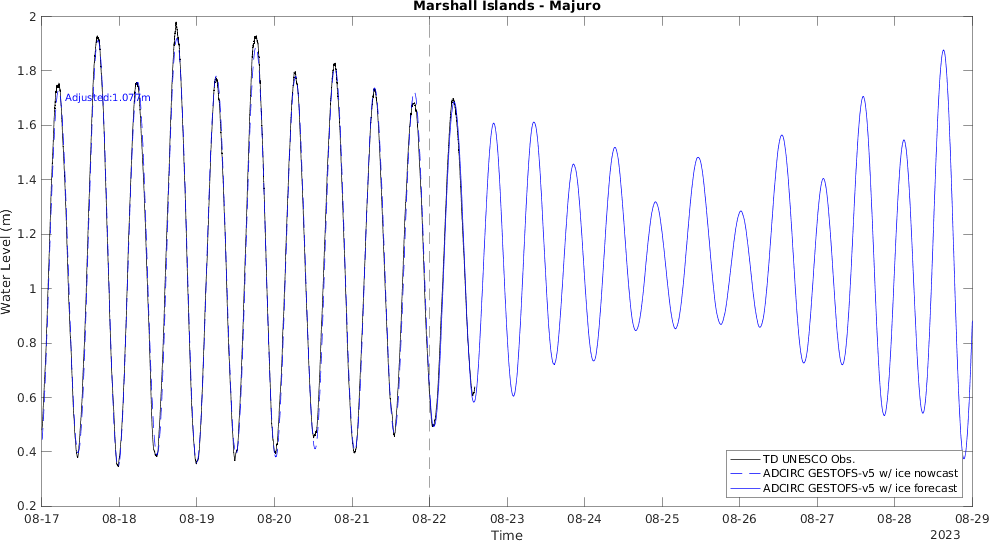 Marshall Islands - Majuro
Water Level (m)
2
1.8
1.6
1.4
1.2
1
0.8
0.6
0.4
0.2
Adjusted:1.077m
TD UNESCO Obs.
ADCIRC GESTOFS-v5 w/ ice nowcast
ADCIRC GESTOFS-v5 w/ ice forecast
08-17 08-18 08-19 08-20 08-21 08-22 08-23 08-24 08-25 08-26 08-27 08-28 08-29
Time
2023